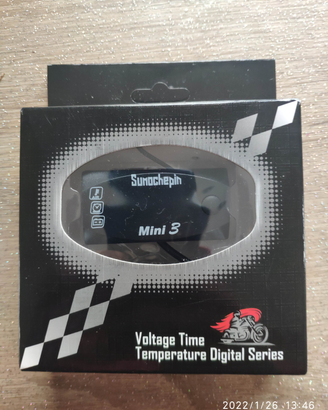 Sunochepin
Mini 3
Voltage Time
Temperature Digital Series
2022/1/26 13:46